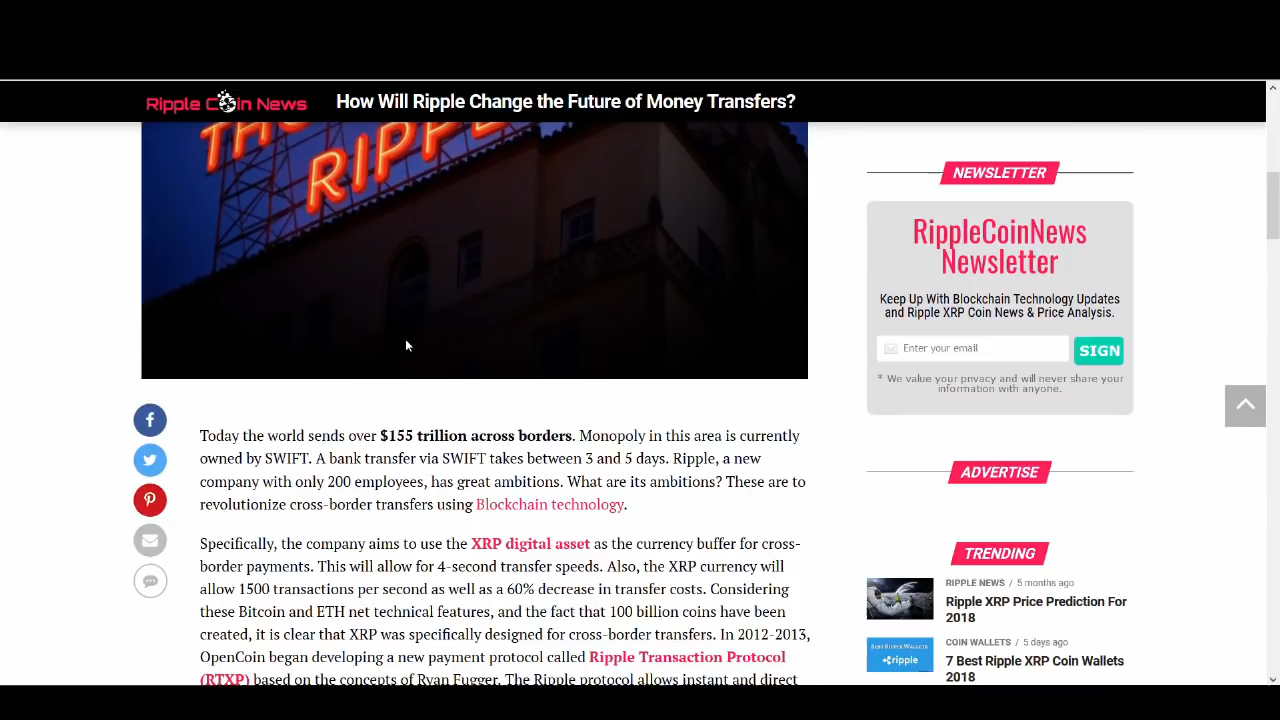 Ripple Coin News
How Will Ripple Change the Future of Money Transfers?
RIPPLE
NEWSLETTER
RippleCoinNews
Newsletter
Keep Up With Blockchain Technology Updates
and Ripple XRP Coin News & Price Analysis.
Enter your email
SIGN
* We value your privacy and will never share your
information with anyone.
Today the world sends over $155 trillion across borders. Monopoly in this area is currently
owned by SWIFT. A bank transfer via SWIFT takes between 3 and 5 days. Ripple, a new
company with only 200 employees, has great ambitions. What are its ambitions? These are to
revolutionize cross-border transfers using Blockchain technology.
Specifically, the company aims to use the XRP digital asset as the currency buffer for cross-
border payments. This will allow for 4-second transfer speeds. Also, the XRP currency will
allow 1500 transactions per second as well as a 60% decrease in transfer costs. Considering
these Bitcoin and ETH net technical features, and the fact that 100 billion coins have been
created, it is clear that XRP was specifically designed for cross-border transfers. In 2012-2013,
OpenCoin began developing a new payment protocol called Ripple Transaction Protocol
(RTXP) based on the concepts of Ryan Fugger. The Ripple protocol allows instant and direct
ADVERTISE
TRENDING
RIPPLE NEWS / 5 months ago
Ripple XRP Price Prediction For
2018
BEST RIPPLE WALLETS
ripple
COIN WALLETS / 5 days ago
7 Best Ripple XRP Coin Wallets
2018